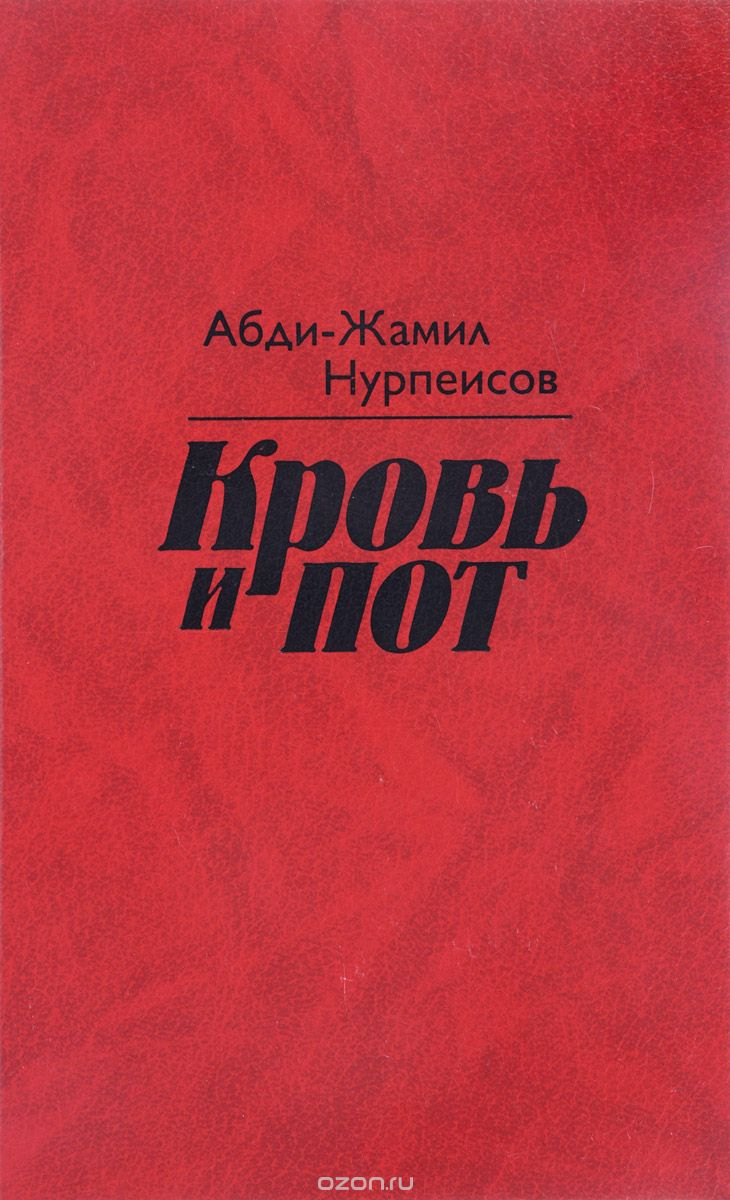 Абди-Жамил
Нурпеисов
Кровь
и пот
ozon.ru